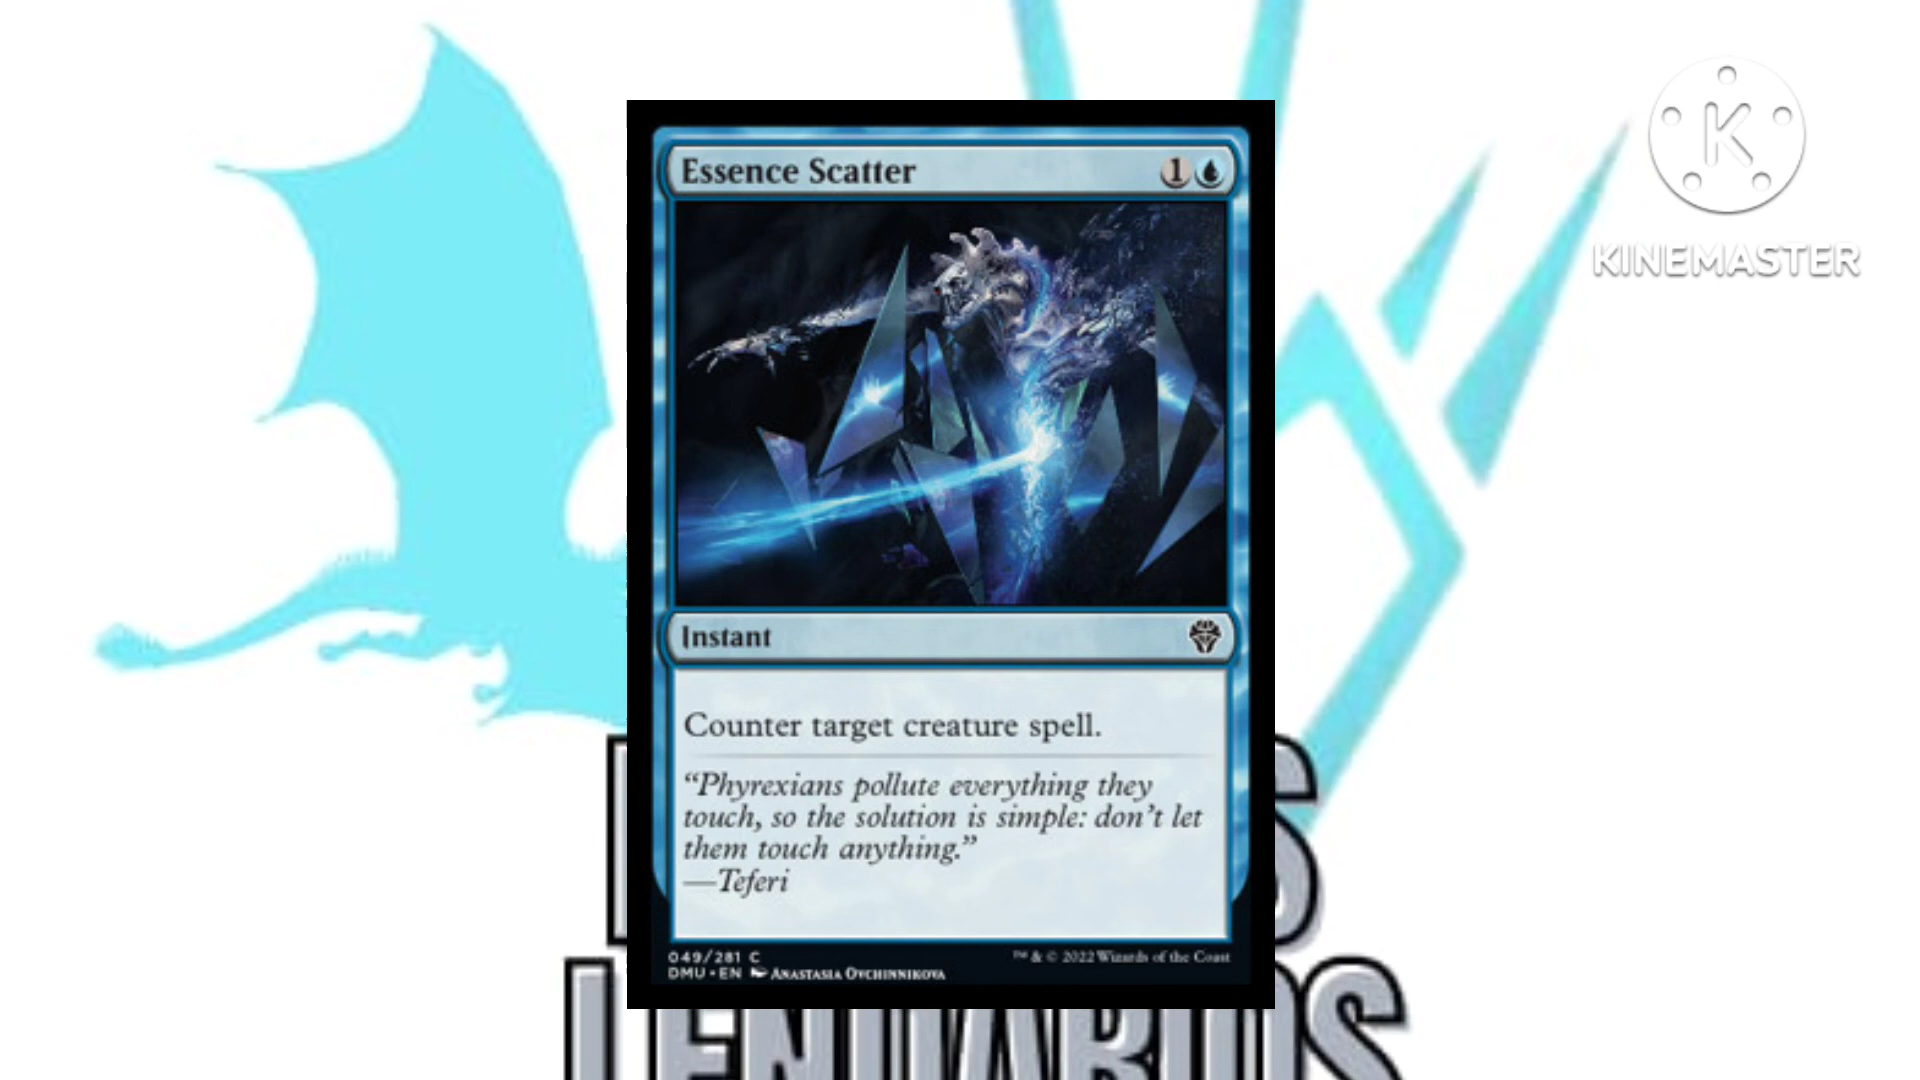 Essence Scatter 1
K
KINEMASTER
Instant
Counter target creature spell.
“Phyrexians pollute everything they
touch, so the solution is simple: don’t let
them touch anything.”
—Teferi
049/281 C
™ & © 2022 Wizards of the Coast
DMU • EN Anastasia Ovchinnikova